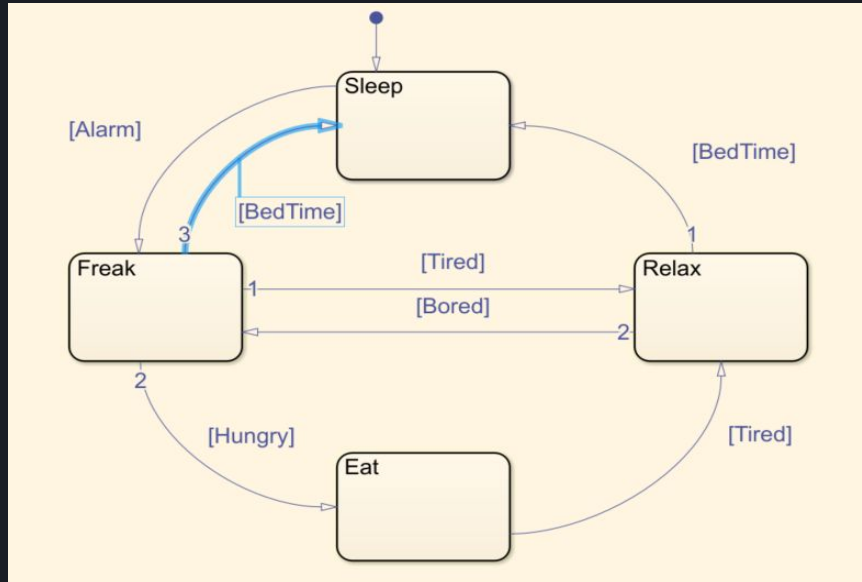 Sleep
[Alarm]
[BedTime]
[BedTime]
3
1
Freak
[Tired]
Relax
1
[Bored]
2
2
[Hungry]
[Tired]
Eat